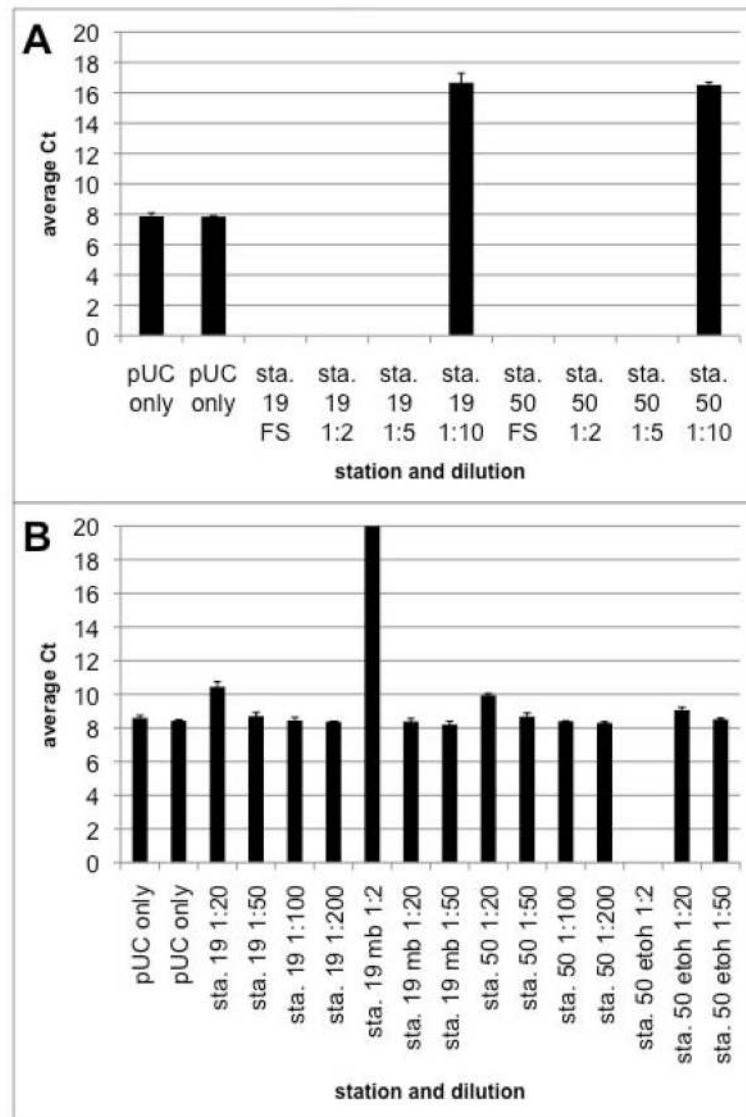 A
20
18
16
14
12
10
8
6
4
2
0
average Ct
pUC only
pUC only
sta. 19 FS
sta. 19 1:2
sta. 19 1:5
sta. 19 1:10
sta. 50 FS
sta. 50 1:2
sta. 50 1:5
sta. 50 1:10
station and dilution
B
20
18
16
14
12
10
8
6
4
2
0
average Ct
pUC only
pUC only
sta. 19 1:20
sta. 19 1:50
sta. 19 1:100
sta. 19 1:200
sta. 19 mb 1:2
sta. 19 mb 1:20
sta. 19 mb 1:50
sta. 50 1:20
sta. 50 1:50
sta. 50 1:100
sta. 50 1:200
sta. 50 etoh 1:2
sta. 50 etoh 1:20
sta. 50 etoh 1:50
station and dilution